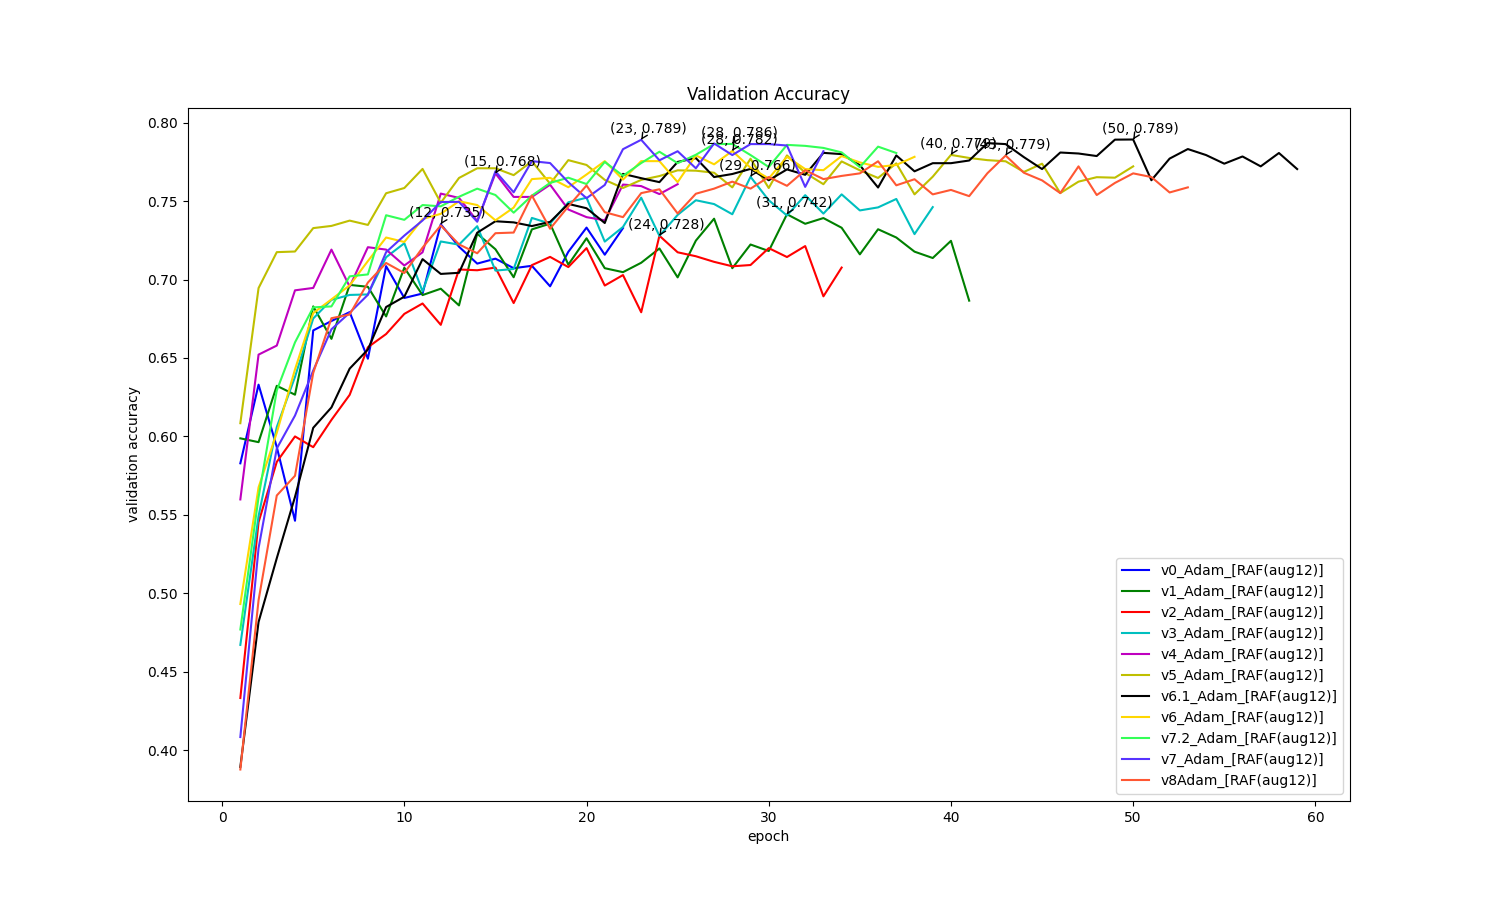 Validation Accuracy
0.80
0.75
0.70
0.65
0.60
0.55
0.50
0.45
0.40
validation accuracy
(23, 0.789)
(28, 0.786)
(28, 0.782)
(50, 0.789)
(40, 0.779)
(43, 0.779)
(15, 0.768)
(29, 0.766)
(12, 0.735)
(31, 0.742)
(24, 0.728)
v0_Adam_[RAF(aug12)]
v1_Adam_[RAF(aug12)]
v2_Adam_[RAF(aug12)]
v3_Adam_[RAF(aug12)]
v4_Adam_[RAF(aug12)]
v5_Adam_[RAF(aug12)]
v6.1_Adam_[RAF(aug12)]
v6_Adam_[RAF(aug12)]
v7.2_Adam_[RAF(aug12)]
v7_Adam_[RAF(aug12)]
v8Adam_[RAF(aug12)]
0 10 20 30 40 50 60
epoch